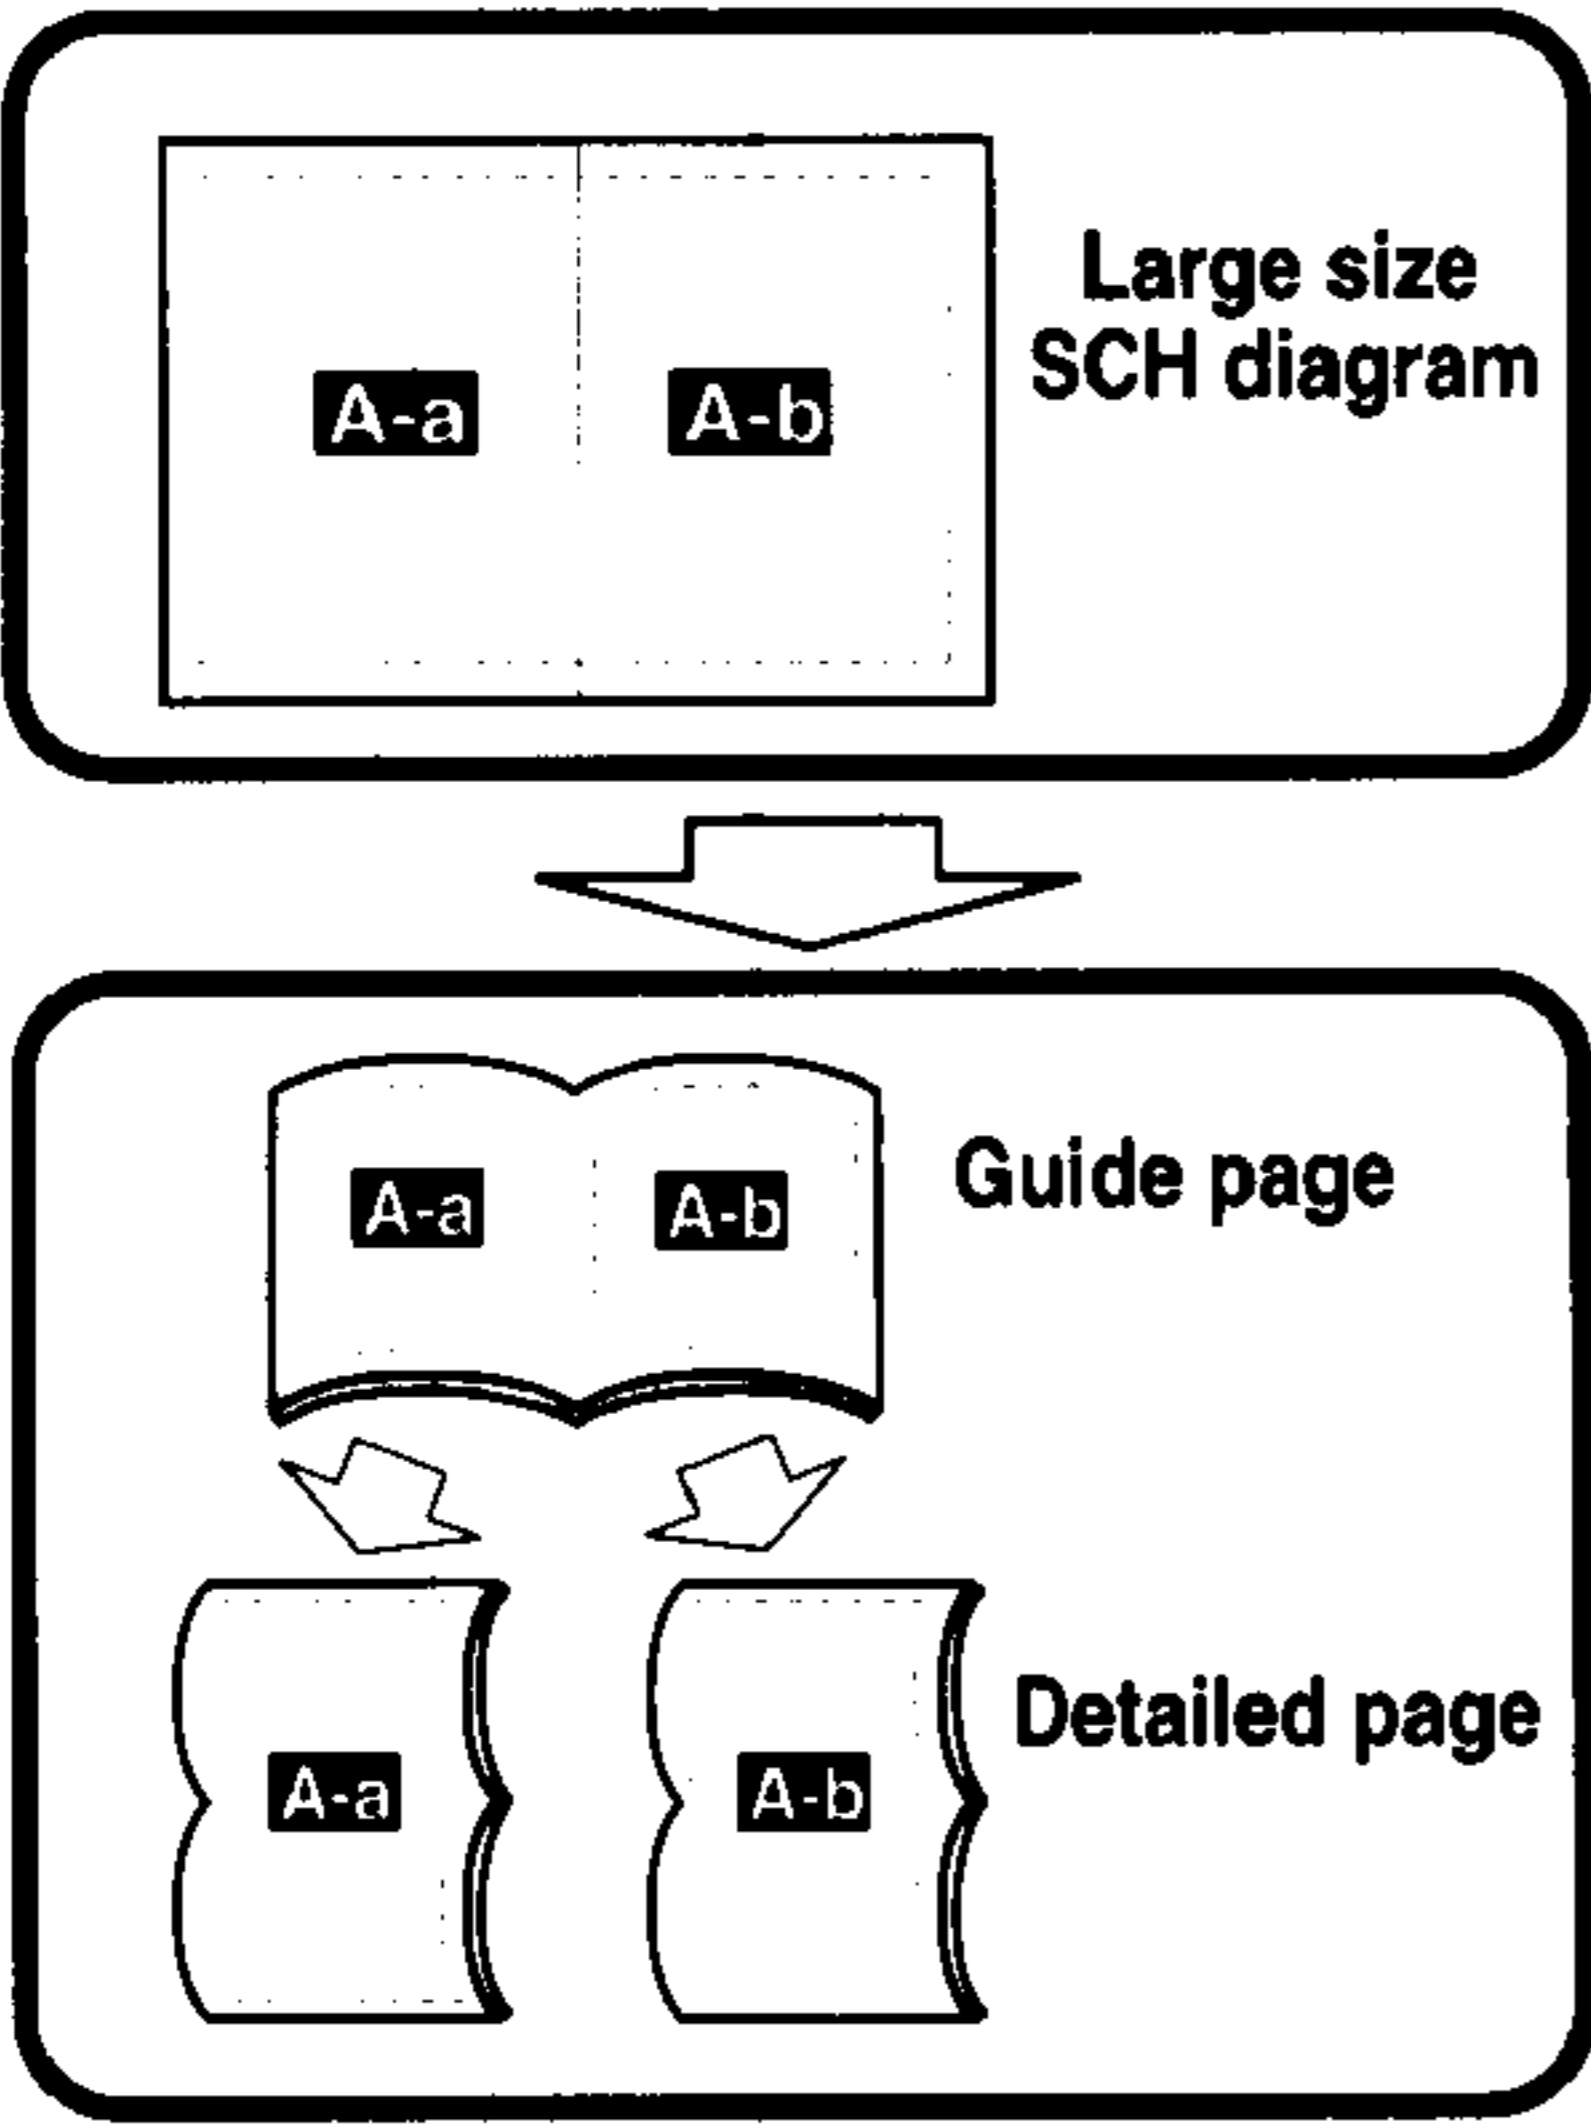 Large size
SCH diagram
A-a A-b
Guide page
A-a A-b
Detailed page
A-a A-b